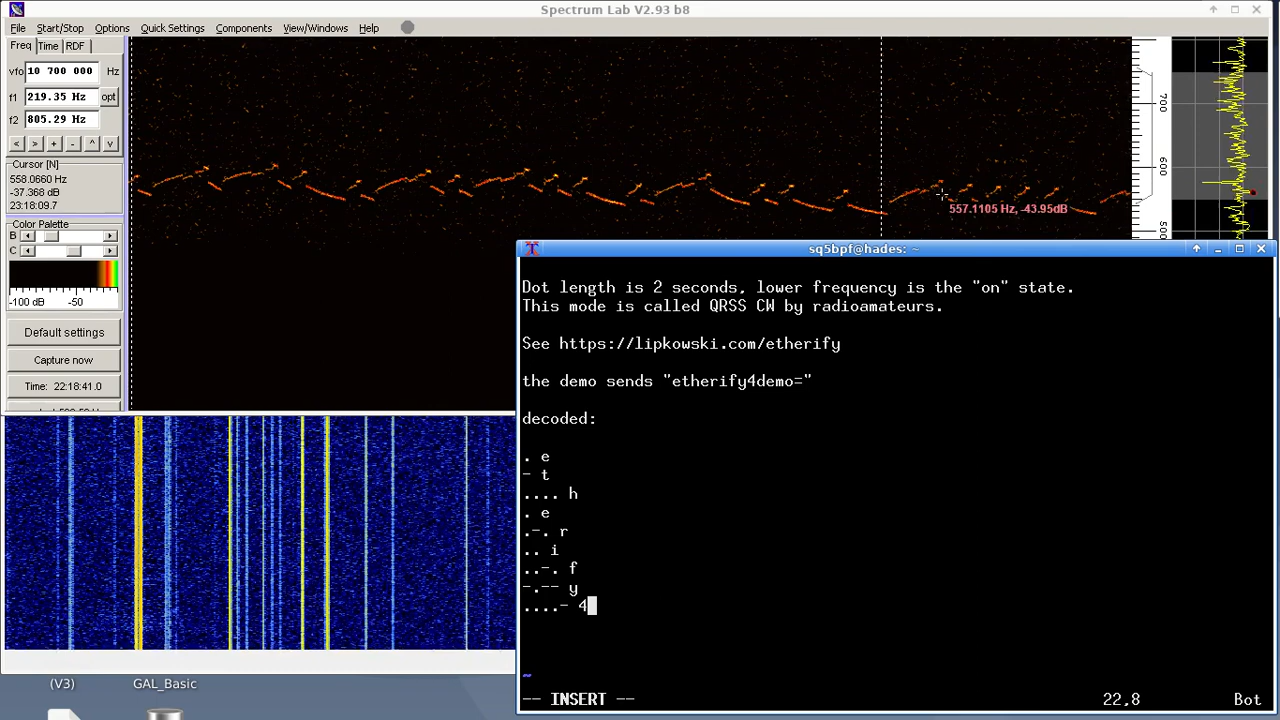 Spectrum Lab V2.93 b8
File Start/Stop Options Quick Settings Components View/Windows Help
Freq Time RDF
vfo 10 700 000 Hz
f1 219.35 Hz opt
f2 805.29 Hz
< > + - ^ v
Cursor [N]
558.0660 Hz
-37.368 dB
23:18:09.7
Color Palette
B
C
-100 dB -50
Default settings
Capture now
Time: 22:18:41.0
700
600
557.1105 Hz, -43.95dB
sq5bpf@hades: ~
Dot length is 2 seconds, lower frequency is the "on" state.
This mode is called QRSS CW by radioamateurs.
See https://lipkowski.com/etherify
the demo sends "etherify4demo="
decoded:
. e
- t
.... h
. e
.-. r
.. i
..-. f
-.-- y
....- 4
~
-- INSERT -- 22,8 Bot
(V3) GAL_Basic